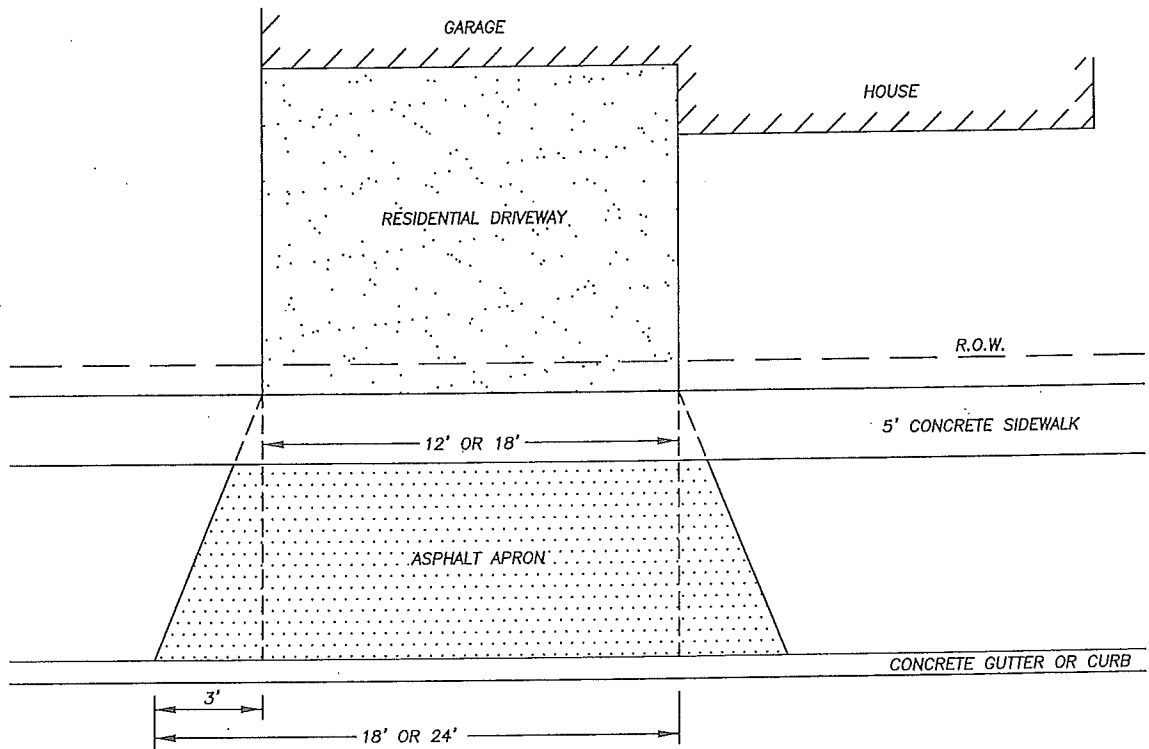 GARAGE
HOUSE
RESIDENTIAL DRIVEWAY
R.O.W.
5' CONCRETE SIDEWALK
12' OR 18'
ASPHALT APRON
CONCRETE GUTTER OR CURB
3'
18' OR 24'